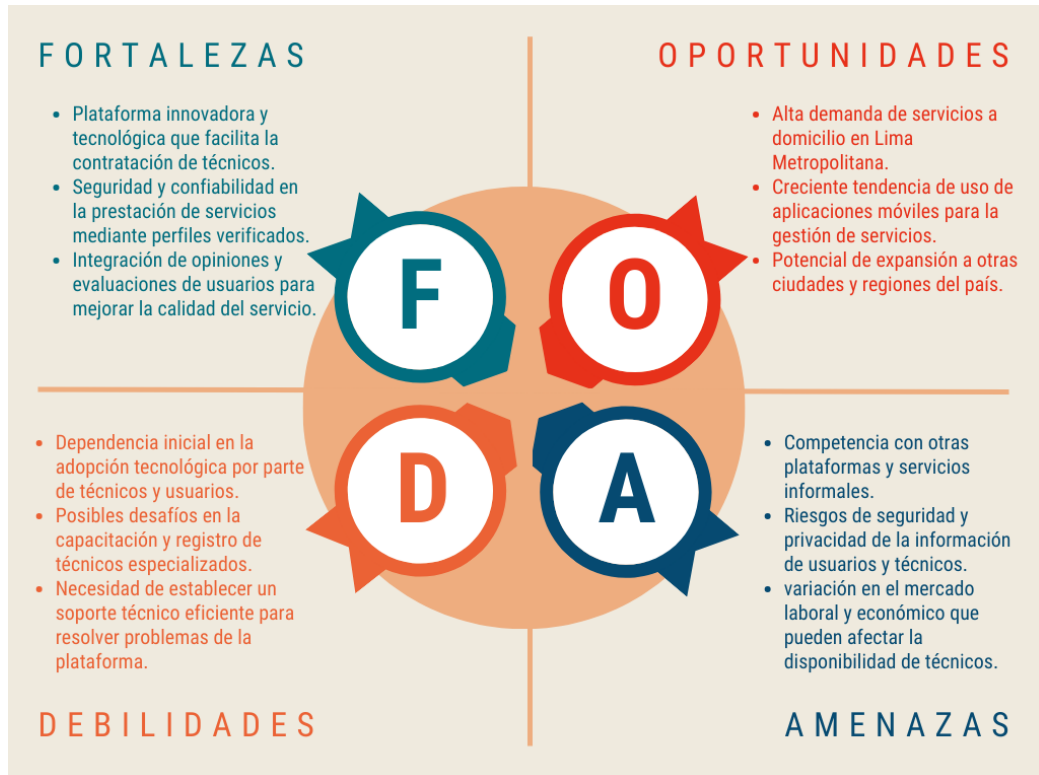 FORTALEZAS
• Plataforma innovadora y
tecnológica que facilita la
contratación de técnicos.
• Seguridad y confiabilidad en
la prestación de servicios
mediante perfiles verificados.
• Integración de opiniones y
evaluaciones de usuarios para
mejorar la calidad del servicio.
OPORTUNIDADES
• Alta demanda de servicios a
domicilio en Lima
Metropolitana.
• Creciente tendencia de uso de
aplicaciones móviles para la
gestión de servicios.
• Potencial de expansión a otras
ciudades y regiones del país.
F
O
D
A
• Dependencia inicial en la
adopción tecnológica por parte
de técnicos y usuarios.
• Posibles desafíos en la
capacitación y registro de
técnicos especializados.
• Necesidad de establecer un
soporte técnico eficiente para
resolver problemas de la
plataforma.
DEBILIDADES
• Competencia con otras
plataformas y servicios
informales.
• Riesgos de seguridad y
privacidad de la información
de usuarios y técnicos.
• variación en el mercado
laboral y económico que
pueden afectar la
disponibilidad de técnicos.
AMENAZAS